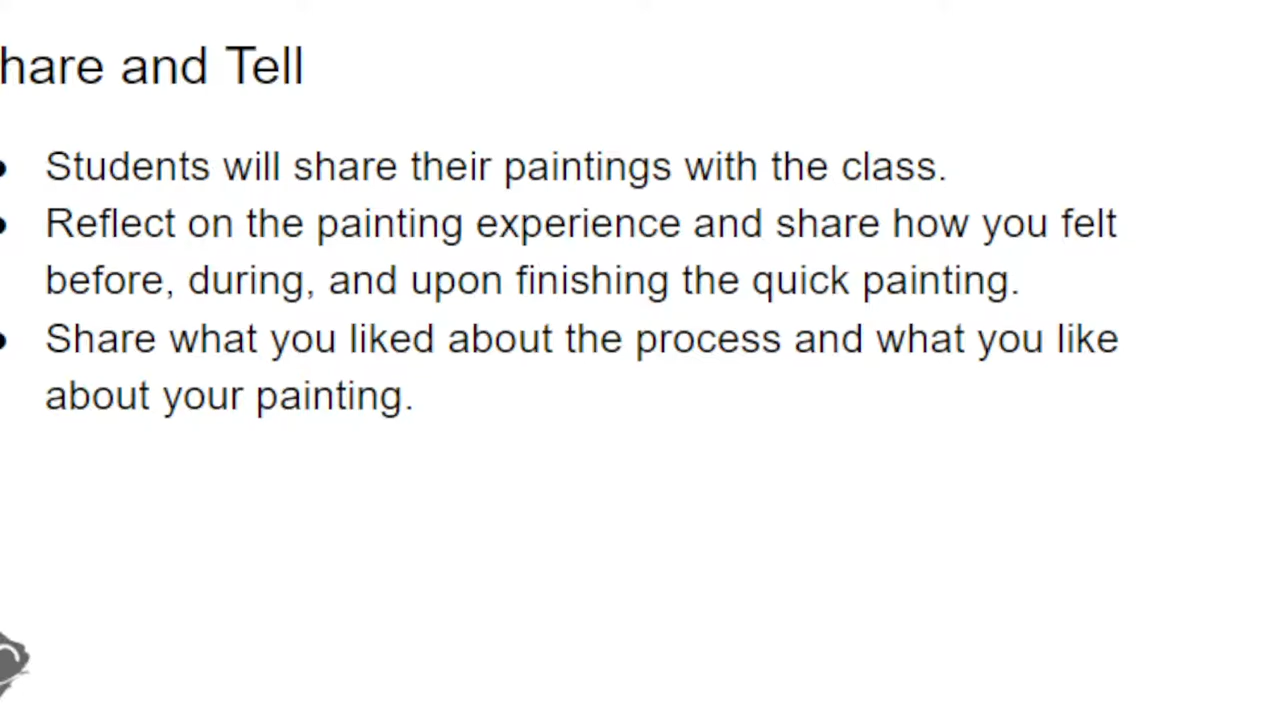 hare and Tell
Students will share their paintings with the class.
Reflect on the painting experience and share how you felt
before, during, and upon finishing the quick painting.
Share what you liked about the process and what you like
about your painting.